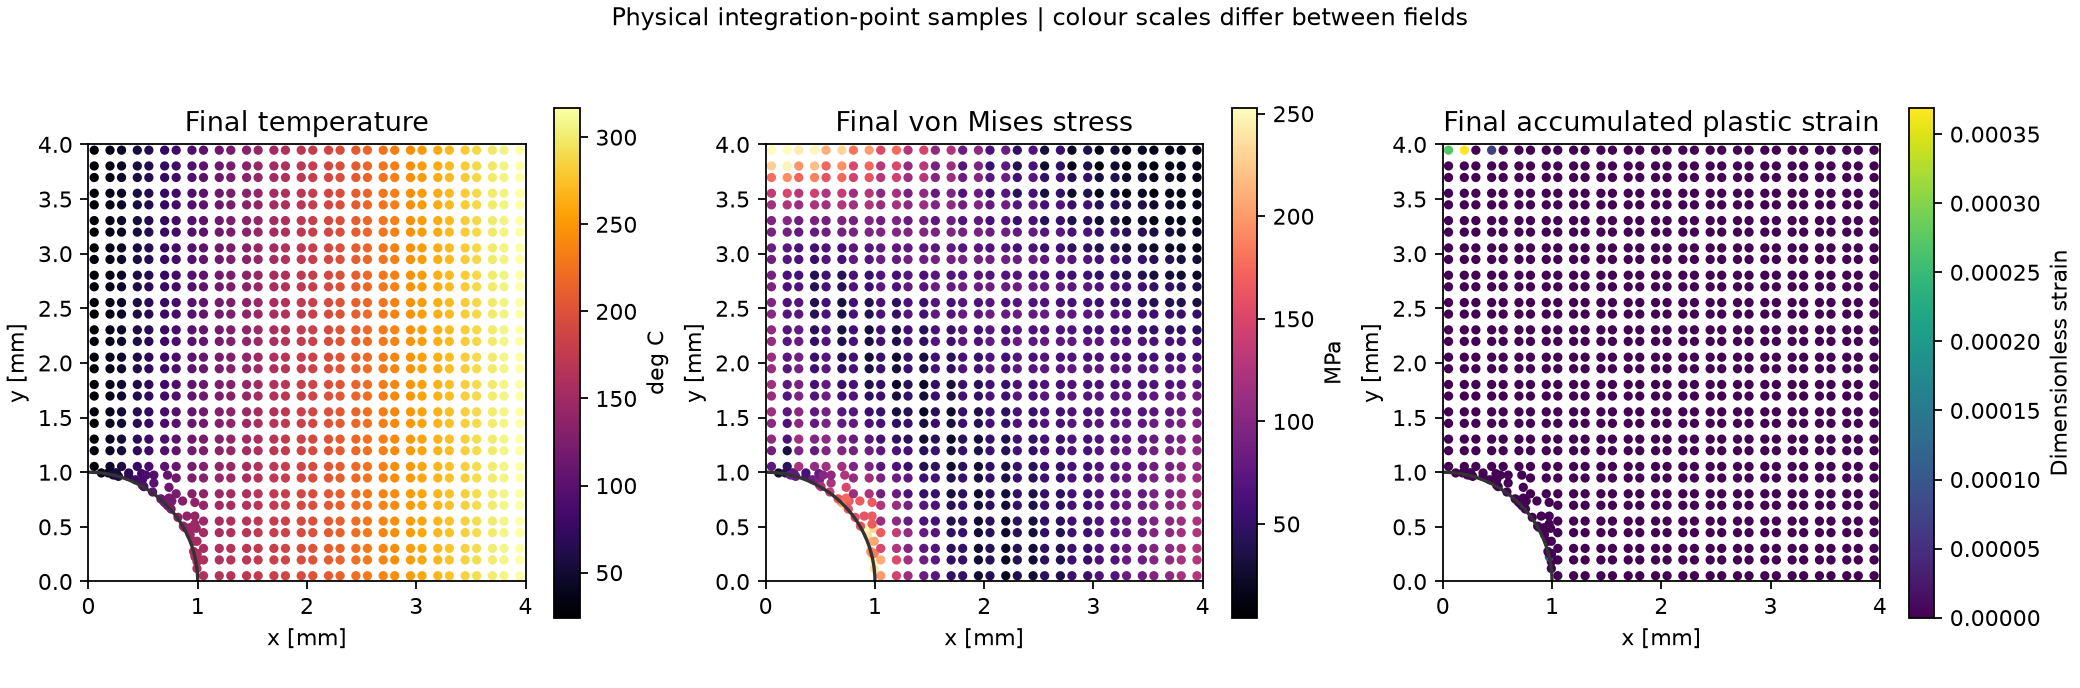 Physical integration-point samples | colour scales differ between fields
Final temperature
4.0
3.5
3.0
2.5
2.0
1.5
1.0
0.5
0.0
y [mm]
0 1 2 3 4
x [mm]
300
250
200
150
100
50
deg C
Final von Mises stress
4.0
3.5
3.0
2.5
2.0
1.5
1.0
0.5
0.0
y [mm]
0 1 2 3 4
x [mm]
250
200
150
100
50
MPa
Final accumulated plastic strain
4.0
3.5
3.0
2.5
2.0
1.5
1.0
0.5
0.0
y [mm]
0 1 2 3 4
x [mm]
0.00035
0.00030
0.00025
0.00020
0.00015
0.00010
0.00005
0.00000
Dimensionless strain